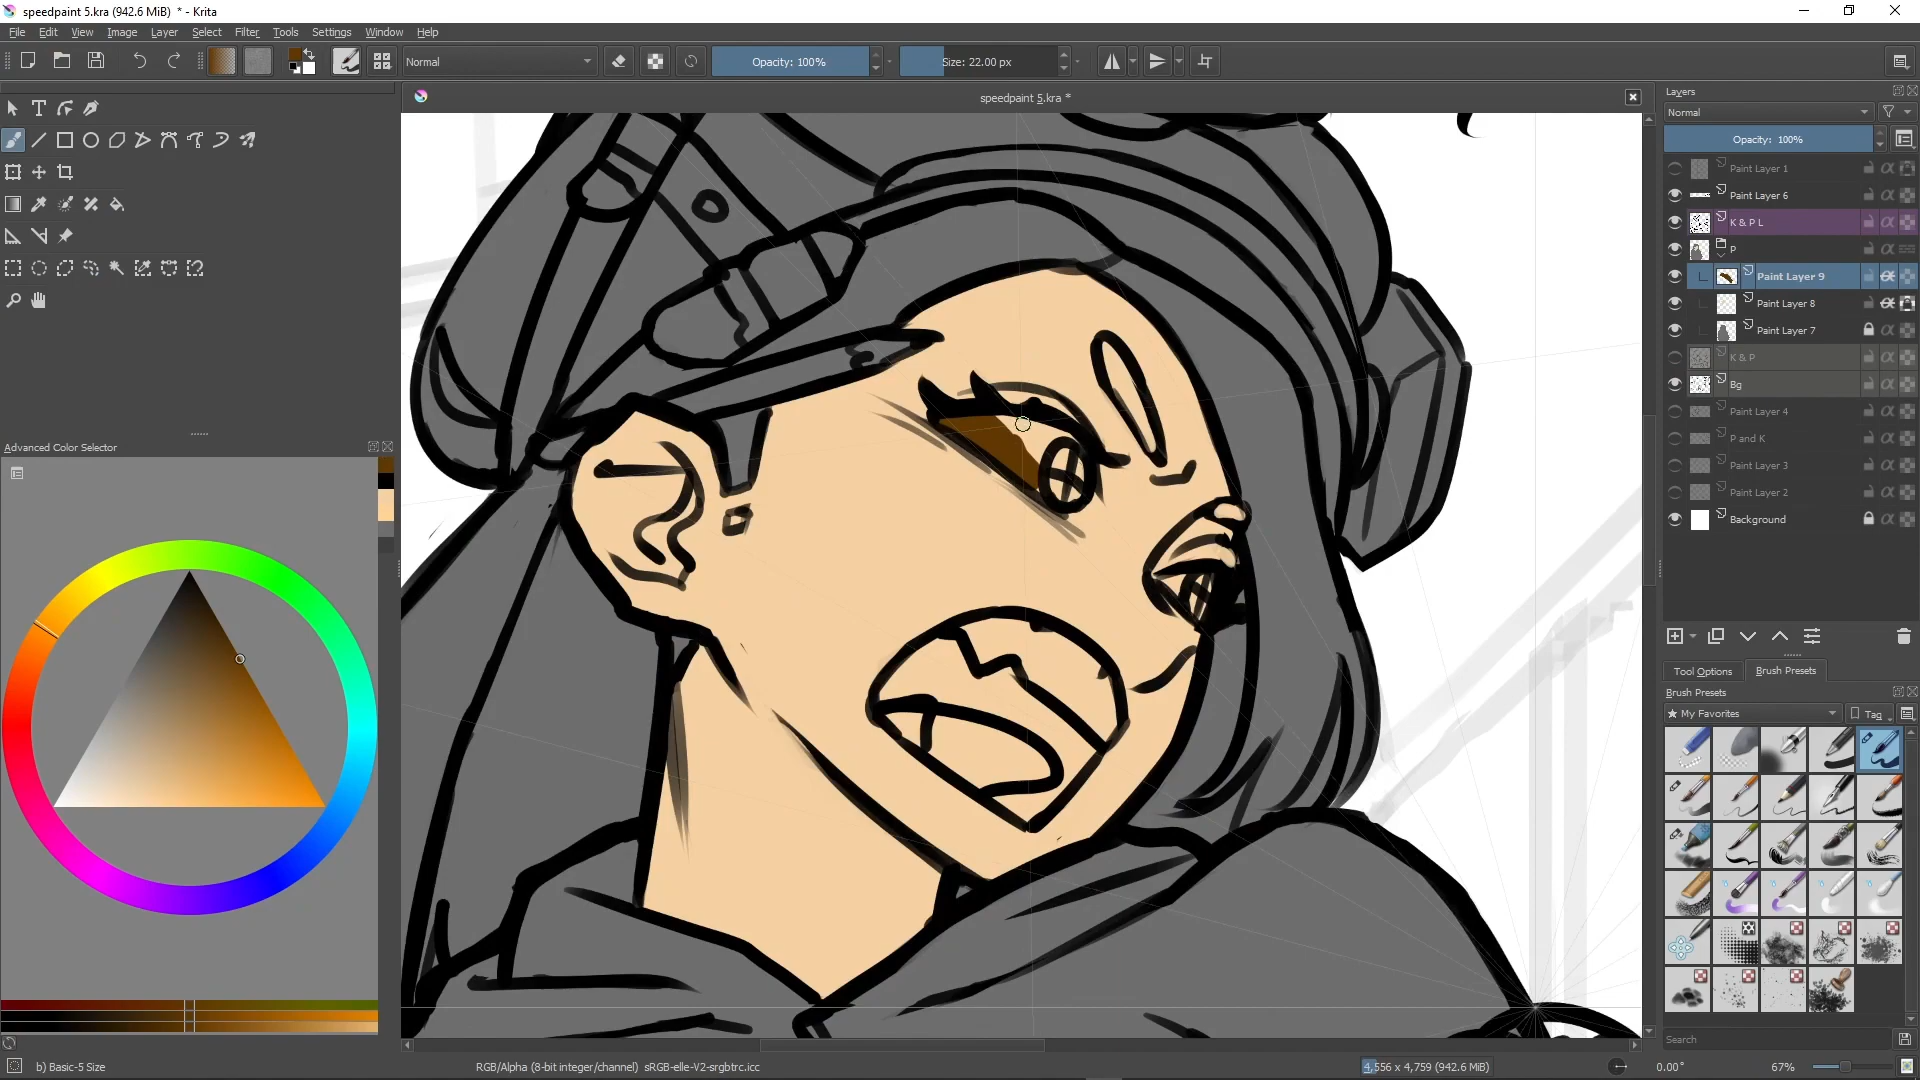 speedpaint 5.kra (942.6 MiB) * - Krita
File Edit View Image Layer Select Filter Tools Settings Window Help
Normal
Opacity: 100%
Size: 22.00 px
speedpaint 5.kra *
Layers
Normal
Opacity: 100%
Paint Layer 1
Paint Layer 6
K & P L
P
Paint Layer 9
Paint Layer 8
Paint Layer 7
K & P
Bg
Paint Layer 4
P and K
Paint Layer 3
Paint Layer 2
Background
Advanced Color Selector
Tool Options Brush Presets
Brush Presets
★ My Favorites
Tag
Search
b) Basic-5 Size
RGB/Alpha (8-bit integer/channel) sRGB-elle-V2-srgbtrc.icc
4,556 x 4,759 (942.6 MiB)
0.00°
67%